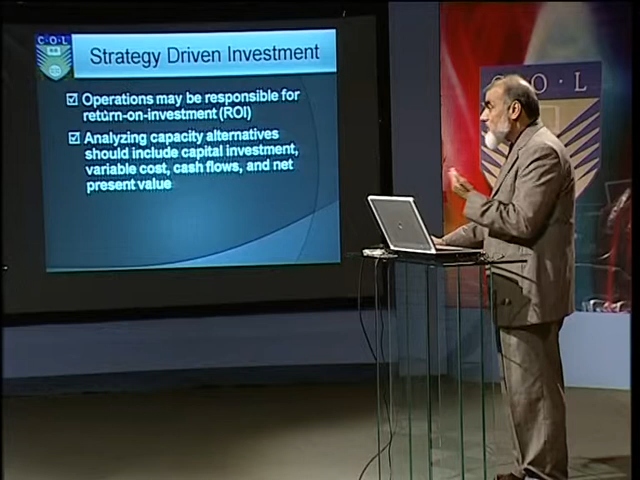 C·O·L
Strategy Driven Investment
Operations may be responsible for
return-on-investment (ROI)
Analyzing capacity alternatives
should include capital investment,
variable cost, cash flows, and net
present value
C·O·L